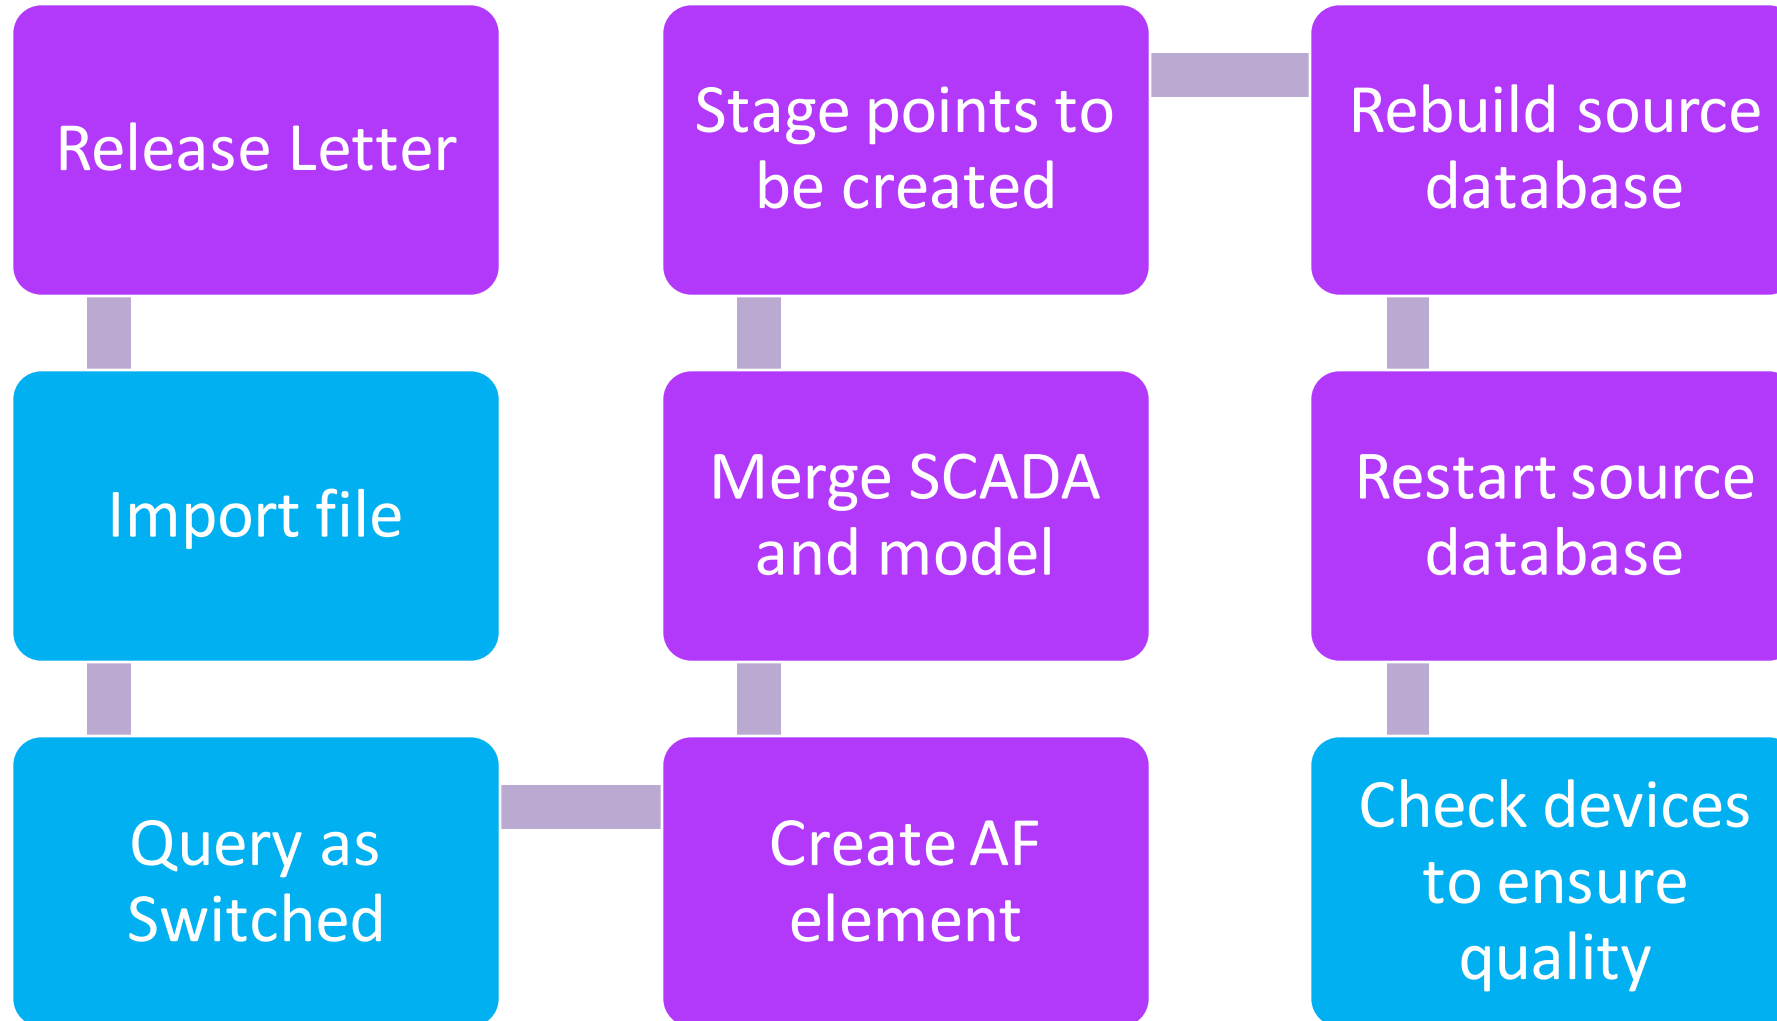 Release Letter
Import file
Query as
Switched
Create AF
element
Merge SCADA
and model
Stage points to
be created
Rebuild source
database
Restart source
database
Check devices
to ensure
quality